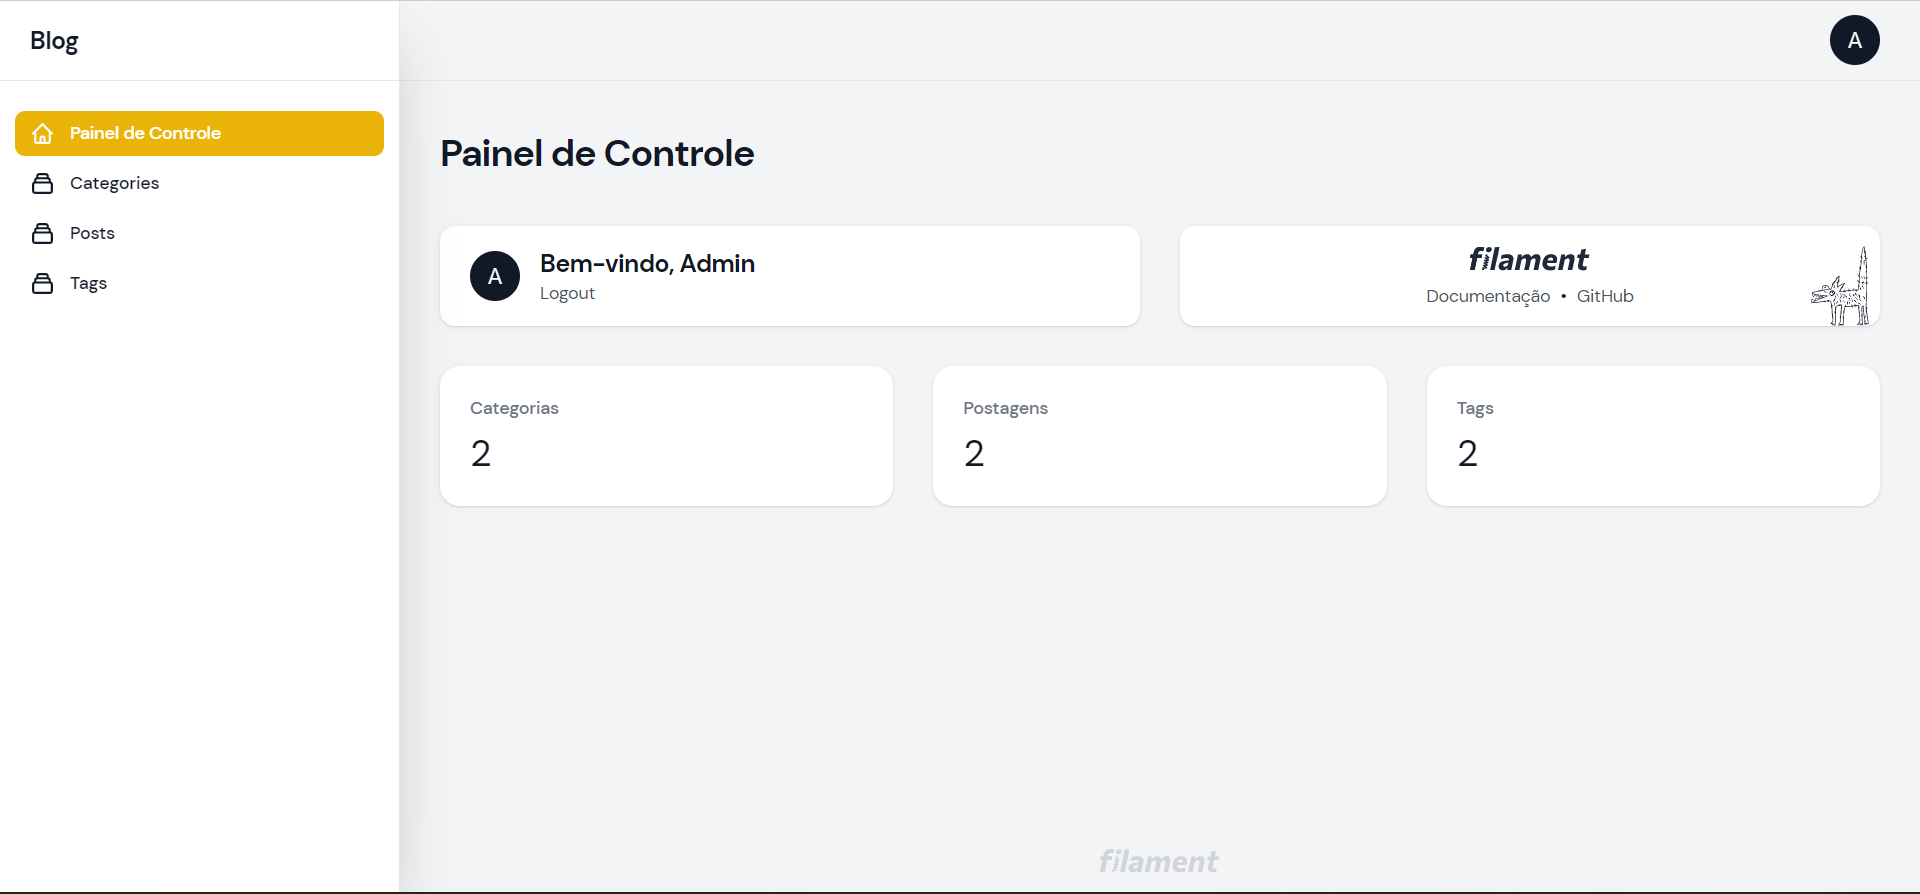 Blog
A
Painel de Controle
Categories
Posts
Tags
Painel de Controle
A
Bem-vindo, Admin
Logout
filament
Documentação • GitHub
Categorias
2
Postagens
2
Tags
2
filament